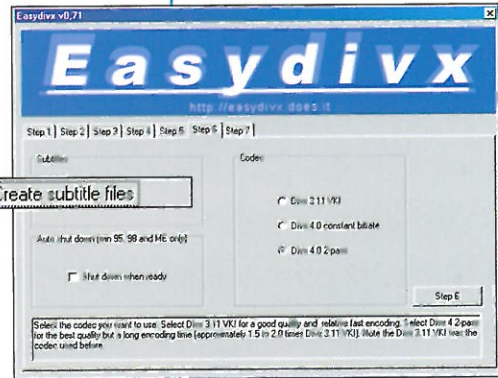 Easydivx v0,71
Easydivx
http://easydivx.does.it
Step 1 Step 2 Step 3 Step 4 Step 5 Step 6 Step 7
Subtitles
Create subtitle files
Auto shut down (win 95, 98 and ME only)
Shut down when ready
Codec
Divx 3.11 VKI
Divx 4.0 constant bitrate
Divx 4.0 2-pass
Step 6
Select the codec you want to use. Select Divx 3.11 VKI for a good quality and relative fast encoding. Select Divx 4 2-pass
for the best quality but a long encoding time (approximately 1.5 to 2.0 times Divx 3.11 VKI). Note the Divx 3.11 VKI was the
codec used before.